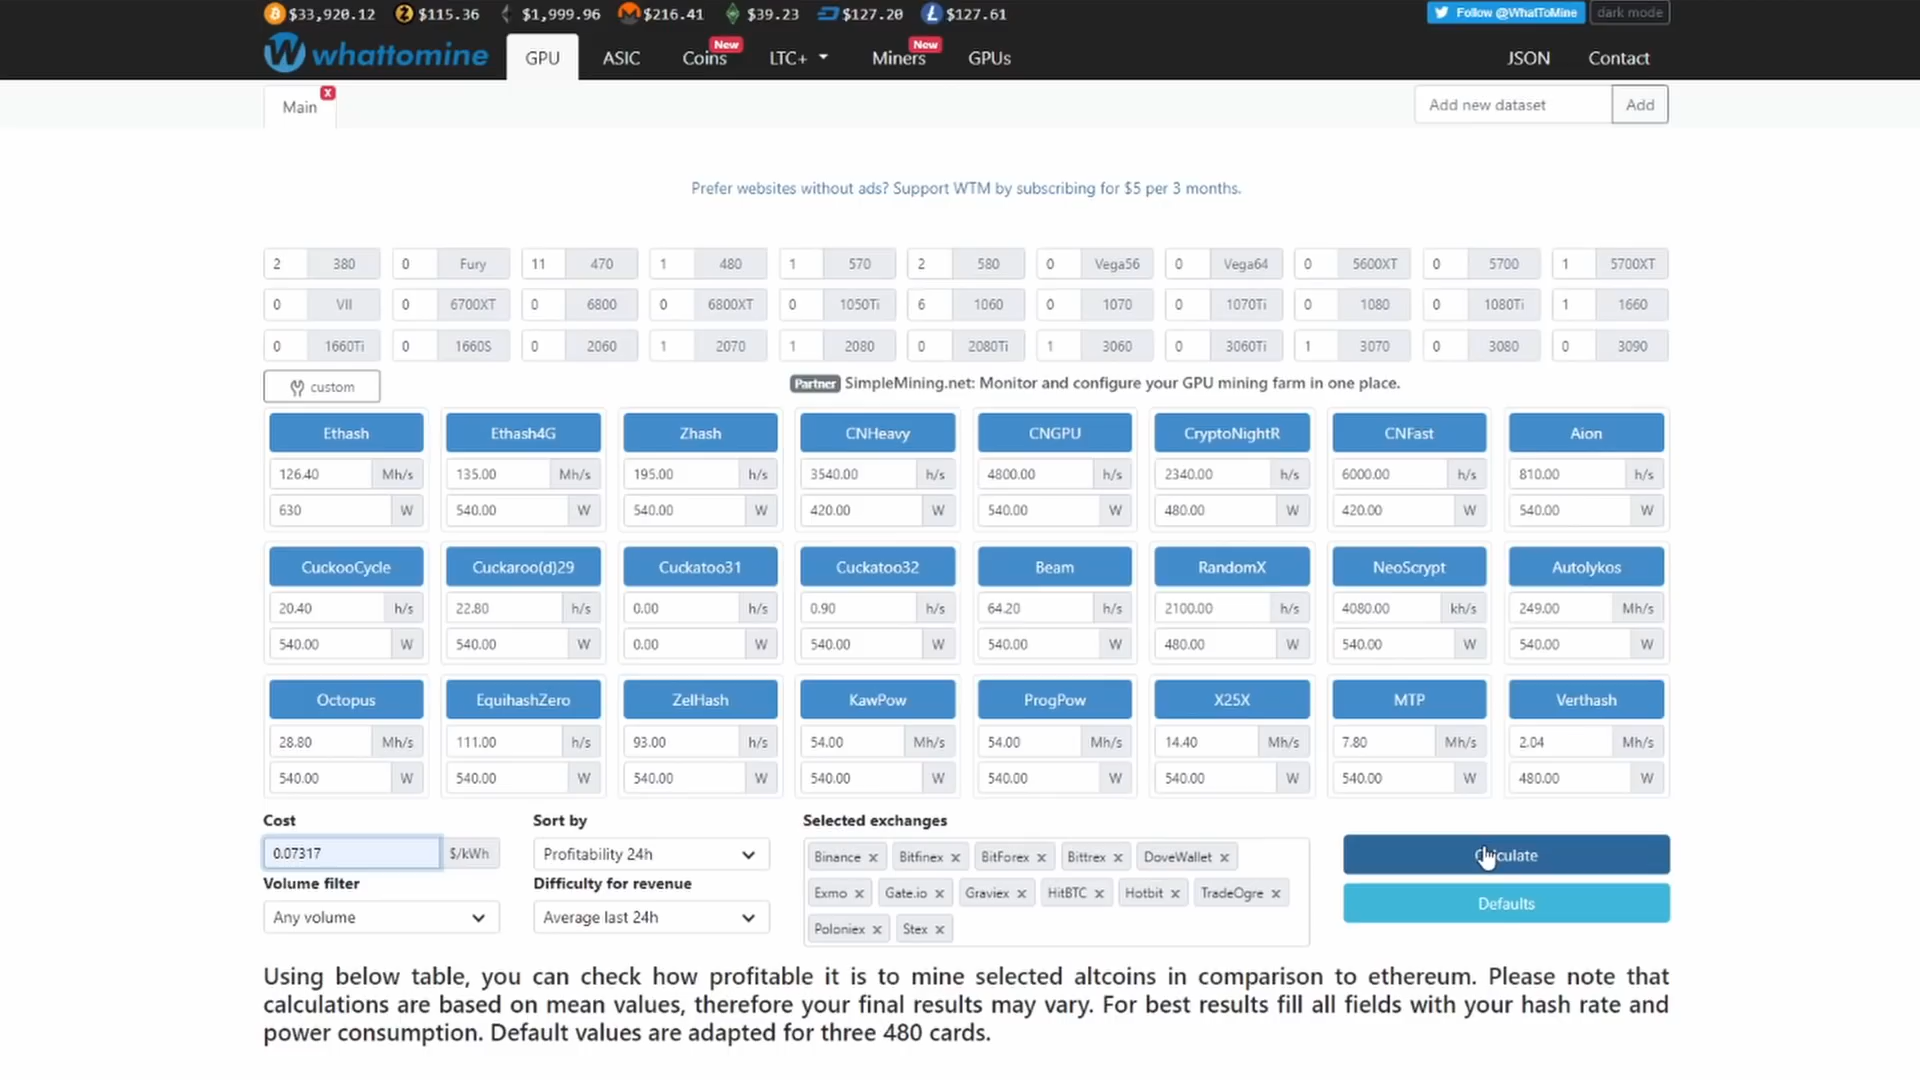 $33,920.12 $115.36 $1,999.96 $216.41 $39.23 $127.20 $127.61 Follow @WhatToMine dark mode
whattomine GPU ASIC Coins New LTC+ Miners New GPUs JSON Contact
Main x Add new dataset Add
Prefer websites without ads? Support WTM by subscribing for $5 per 3 months.
2 380 0 Fury 11 470 1 480 1 570 2 580 0 Vega56 0 Vega64 0 5600XT 0 5700 1 5700XT
0 VII 0 6700XT 0 6800 0 6800XT 0 1050Ti 6 1060 0 1070 0 1070Ti 0 1080 0 1080Ti 1 1660
0 1660Ti 0 1660S 0 2060 1 2070 1 2080 0 2080Ti 1 3060 0 3060Ti 1 3070 0 3080 0 3090
custom Partner SimpleMining.net: Monitor and configure your GPU mining farm in one place.
Ethash Ethash4G Zhash CNHeavy CNGPU CryptoNightR CNFast Aion
126.40 Mh/s 135.00 Mh/s 195.00 h/s 3540.00 h/s 4800.00 h/s 2340.00 h/s 6000.00 h/s 810.00 h/s
630 W 540.00 W 540.00 W 420.00 W 540.00 W 480.00 W 420.00 W 540.00 W
CuckooCycle Cuckaroo(d)29 Cuckatoo31 Cuckatoo32 Beam RandomX NeoScrypt Autolykos
20.40 h/s 22.80 h/s 0.00 h/s 0.90 h/s 64.20 h/s 2100.00 h/s 4080.00 kh/s 249.00 Mh/s
540.00 W 540.00 W 0.00 W 540.00 W 540.00 W 480.00 W 540.00 W 540.00 W
Octopus EquihashZero ZelHash KawPow ProgPow X25X MTP Verthash
28.80 Mh/s 111.00 h/s 93.00 h/s 54.00 Mh/s 54.00 Mh/s 14.40 Mh/s 7.80 Mh/s 2.04 Mh/s
540.00 W 540.00 W 540.00 W 540.00 W 540.00 W 540.00 W 540.00 W 480.00 W
Cost Sort by Selected exchanges
0.07317 $/kWh Profitability 24h Binance × Bitfinex × BitForex × Bittrex × DoveWallet × Calculate
Volume filter Difficulty for revenue Exmo × Gate.io × Graviex × HitBTC × Hotbit × TradeOgre × Defaults
Any volume Average last 24h Poloniex × Stex ×
Using below table, you can check how profitable it is to mine selected altcoins in comparison to ethereum. Please note that
calculations are based on mean values, therefore your final results may vary. For best results fill all fields with your hash rate and
power consumption. Default values are adapted for three 480 cards.